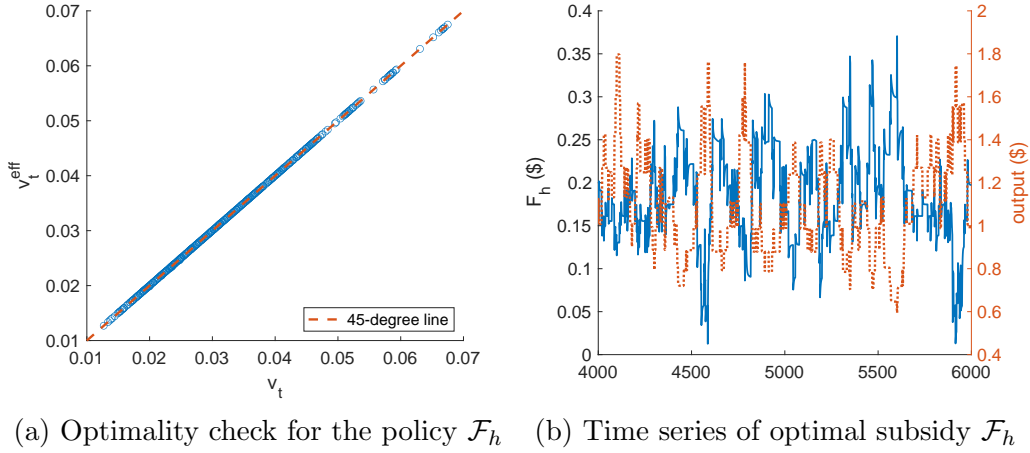 0.07
0.06
0.05
0.04
0.03
0.02
0.01
v_t^eff
0.01 0.02 0.03 0.04 0.05 0.06 0.07
v_t
45-degree line
(a) Optimality check for the policy 𝓕_h
0.4
0.35
0.3
0.25
0.2
0.15
0.1
0.05
0
F_h ($)
2
1.8
1.6
1.4
1.2
1
0.8
0.6
0.4
output ($)
4000 4500 5000 5500 6000
(b) Time series of optimal subsidy 𝓕_h